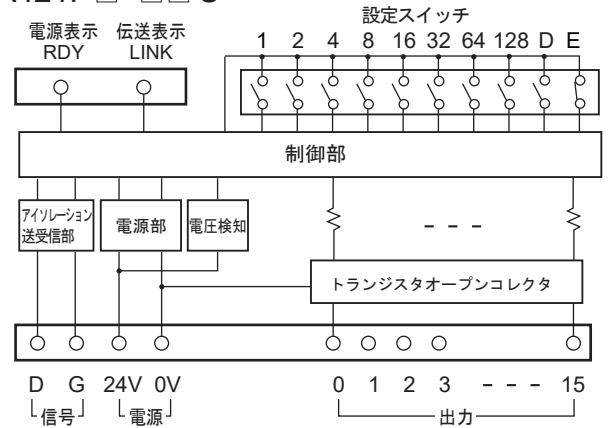 設定スイッチ
電源表示 伝送表示
RDY LINK
1 2 4 8 16 32 64 128 D E
制御部
アイソレーション
送受信部
電源部
電圧検知
- - -
トランジスタオープンコレクタ
D G 24V 0V 0 1 2 3 - - - 15
信号 電源 出力